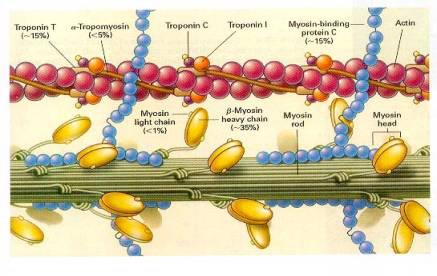 Troponin T
(~15%)
α-Tropomyosin
(<5%)
Troponin C
Troponin I
Myosin-binding
protein C
(~15%)
Actin
Myosin
light chain
(<1%)
β-Myosin
heavy chain
(~35%)
Myosin
rod
Myosin
head